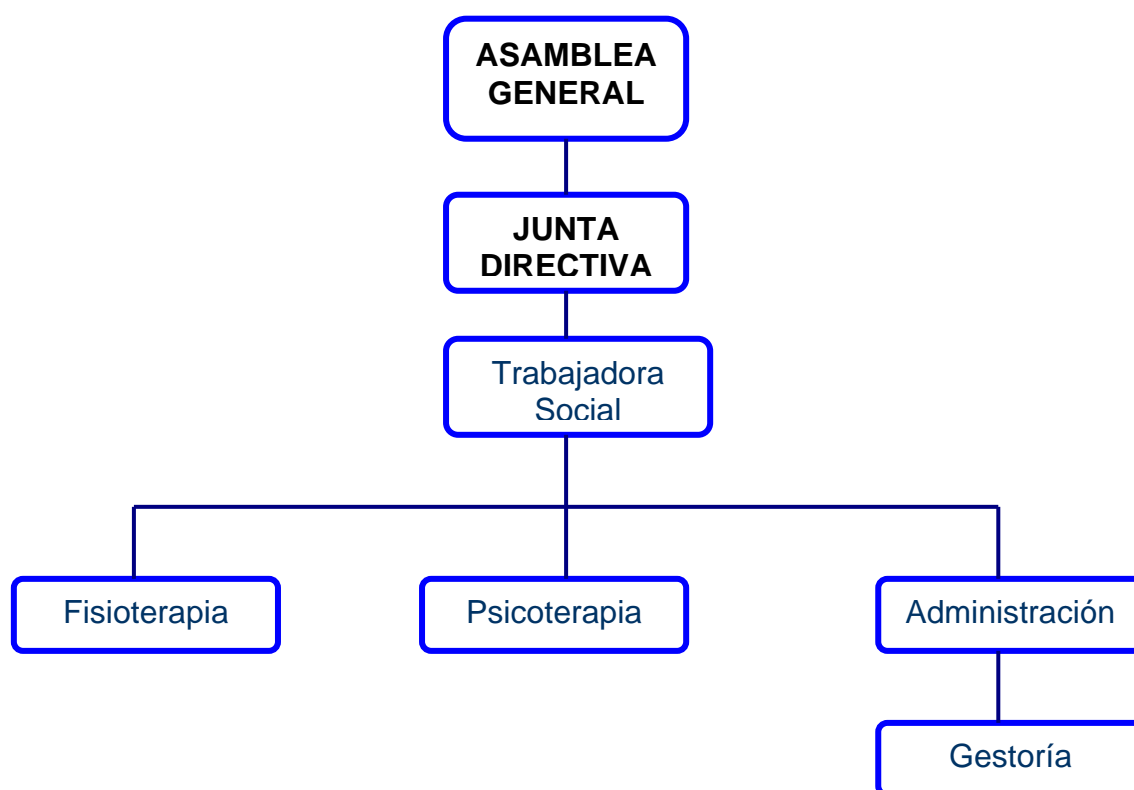 ASAMBLEA
GENERAL
JUNTA
DIRECTIVA
Trabajadora
Social
Fisioterapia
Psicoterapia
Administración
Gestoría